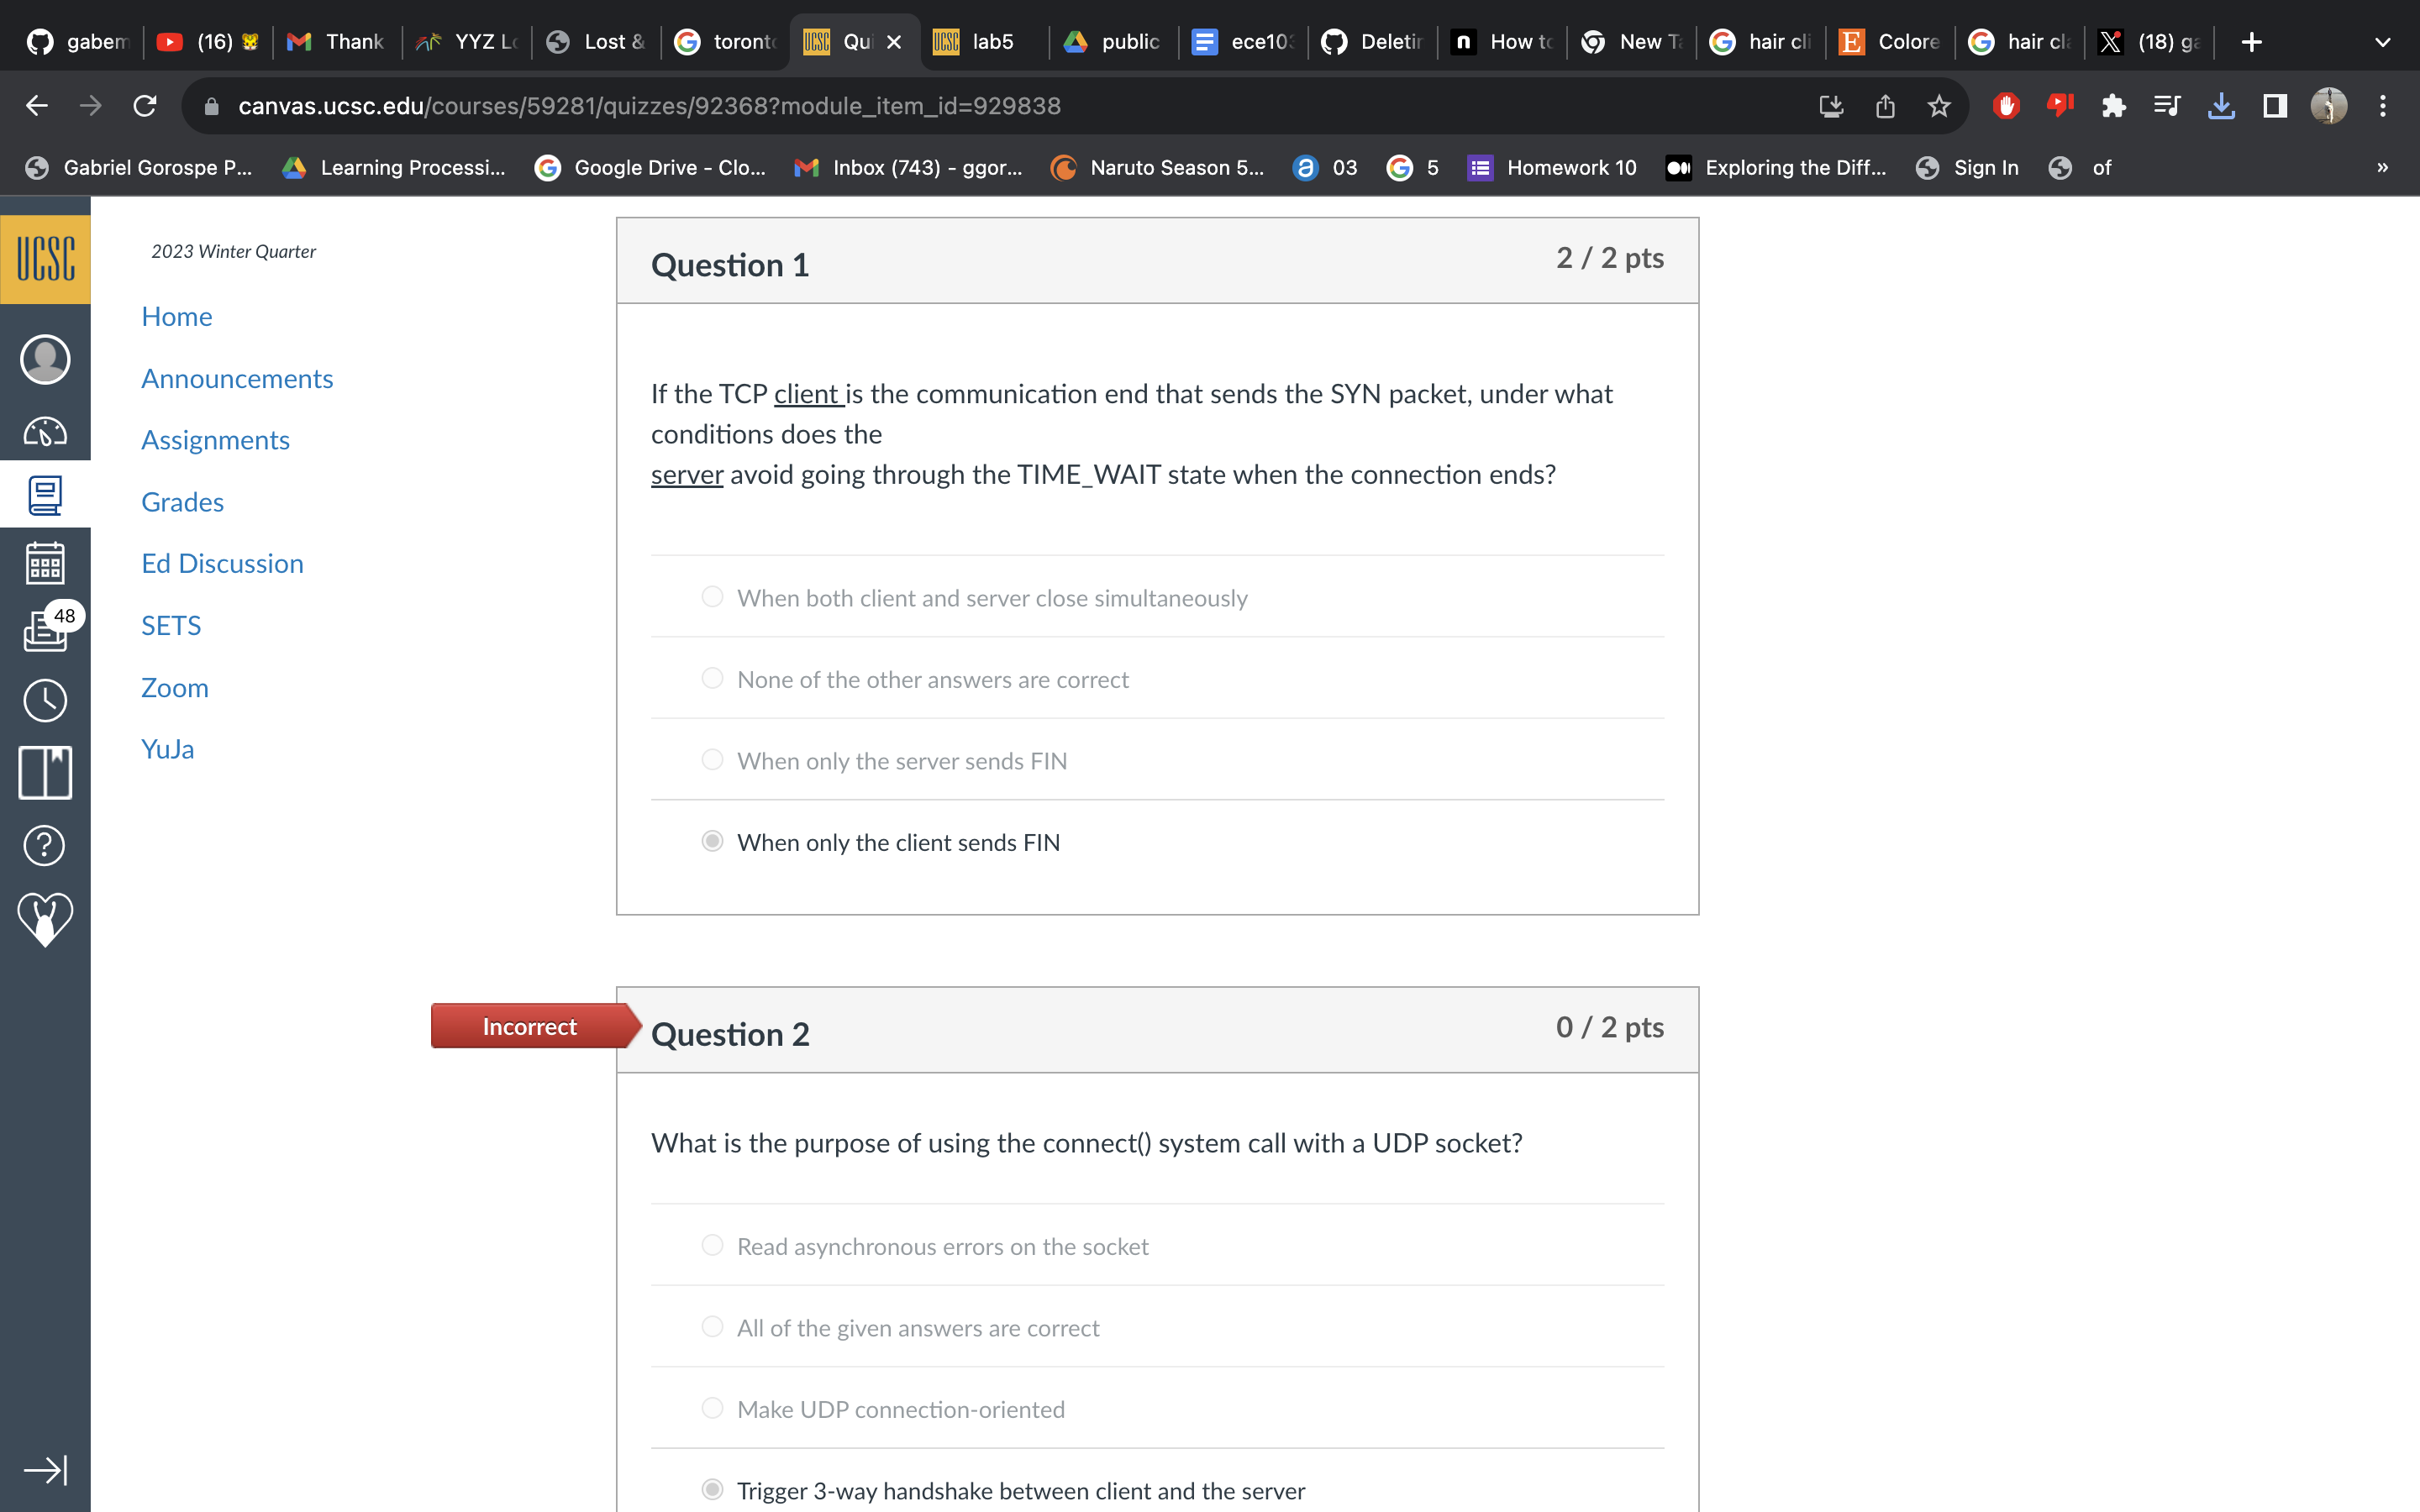 gabem (16) Thank YYZ Lo Lost & toronto Qui lab5 public ece103 Deletin How to New Ta hair cli Colore hair cla (18) ga
canvas.ucsc.edu/courses/59281/quizzes/92368?module_item_id=929838
Gabriel Gorospe P... Learning Processi... Google Drive - Clo... Inbox (743) - ggor... Naruto Season 5... 03 5 Homework 10 Exploring the Diff... Sign In of »
UCSC
48
2023 Winter Quarter
Home
Announcements
Assignments
Grades
Ed Discussion
SETS
Zoom
YuJa
Question 1 2 / 2 pts
If the TCP client is the communication end that sends the SYN packet, under what
conditions does the
server avoid going through the TIME_WAIT state when the connection ends?
When both client and server close simultaneously
None of the other answers are correct
When only the server sends FIN
When only the client sends FIN
Incorrect
Question 2 0 / 2 pts
What is the purpose of using the connect() system call with a UDP socket?
Read asynchronous errors on the socket
All of the given answers are correct
Make UDP connection-oriented
Trigger 3-way handshake between client and the server